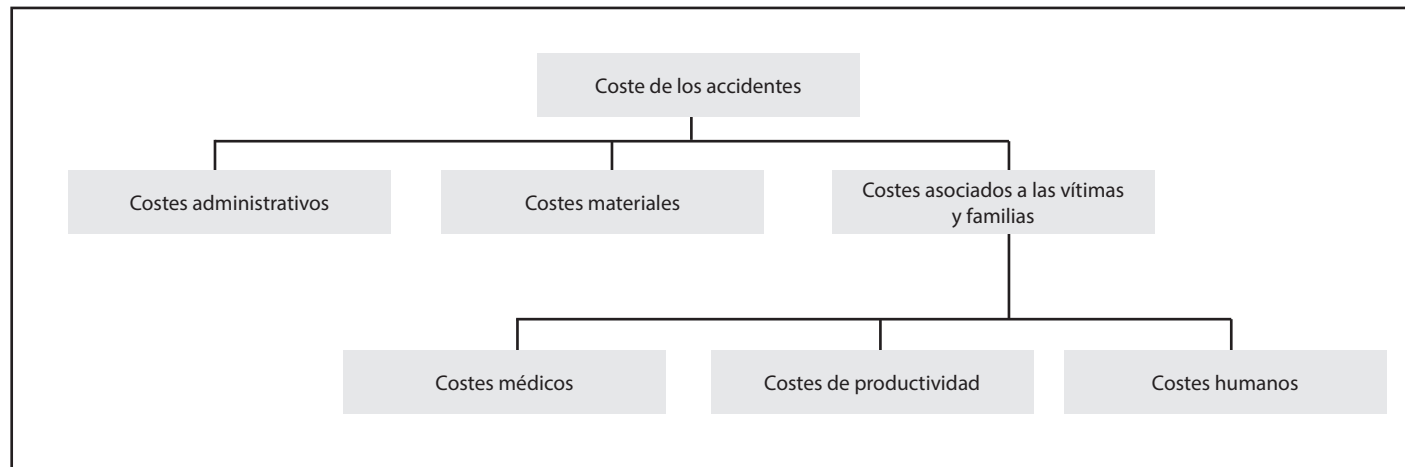 Coste de los accidentes
Costes administrativos
Costes materiales
Costes asociados a las vítimas
y familias
Costes médicos
Costes de productividad
Costes humanos